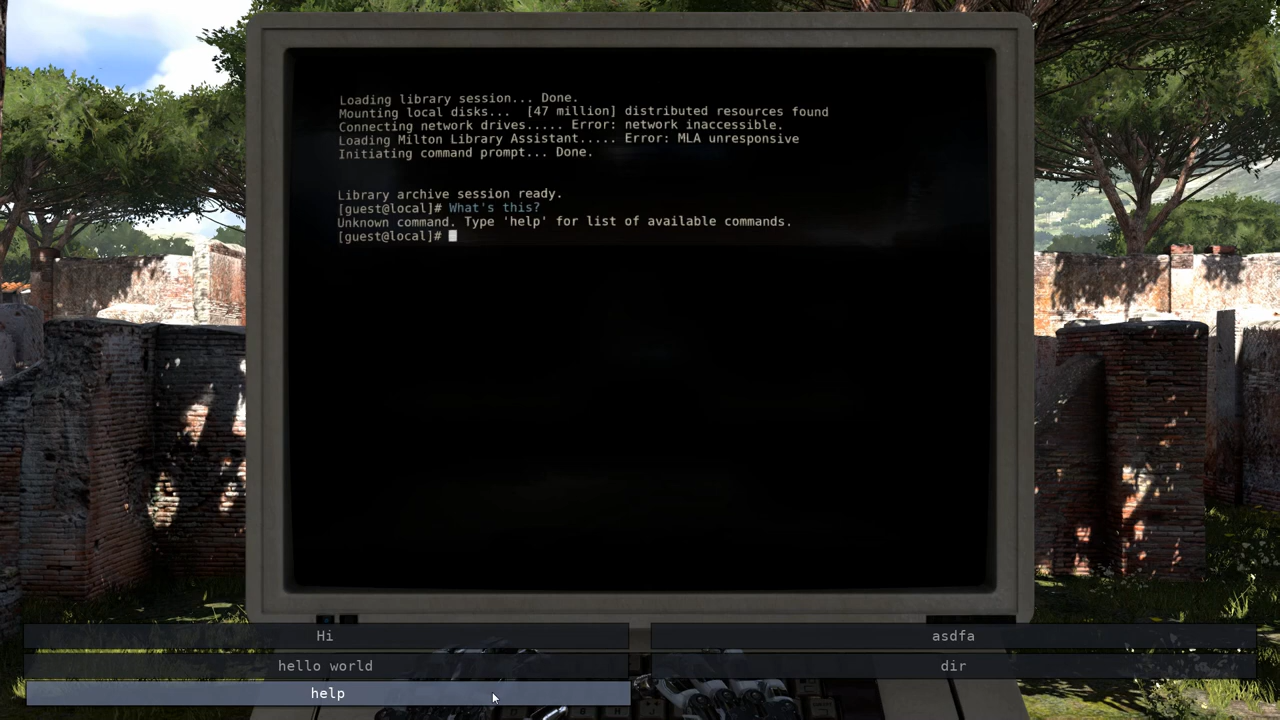 Loading library session... Done.
Mounting local disks...  [47 million] distributed resources found
Connecting network drives..... Error: network inaccessible.
Loading Milton Library Assistant..... Error: MLA unresponsive
Initiating command prompt... Done.
Library archive session ready.
[guest@local]# What's this?
Unknown command. Type 'help' for list of available commands.
[guest@local]#
Hi
asdfa
hello world
dir
help